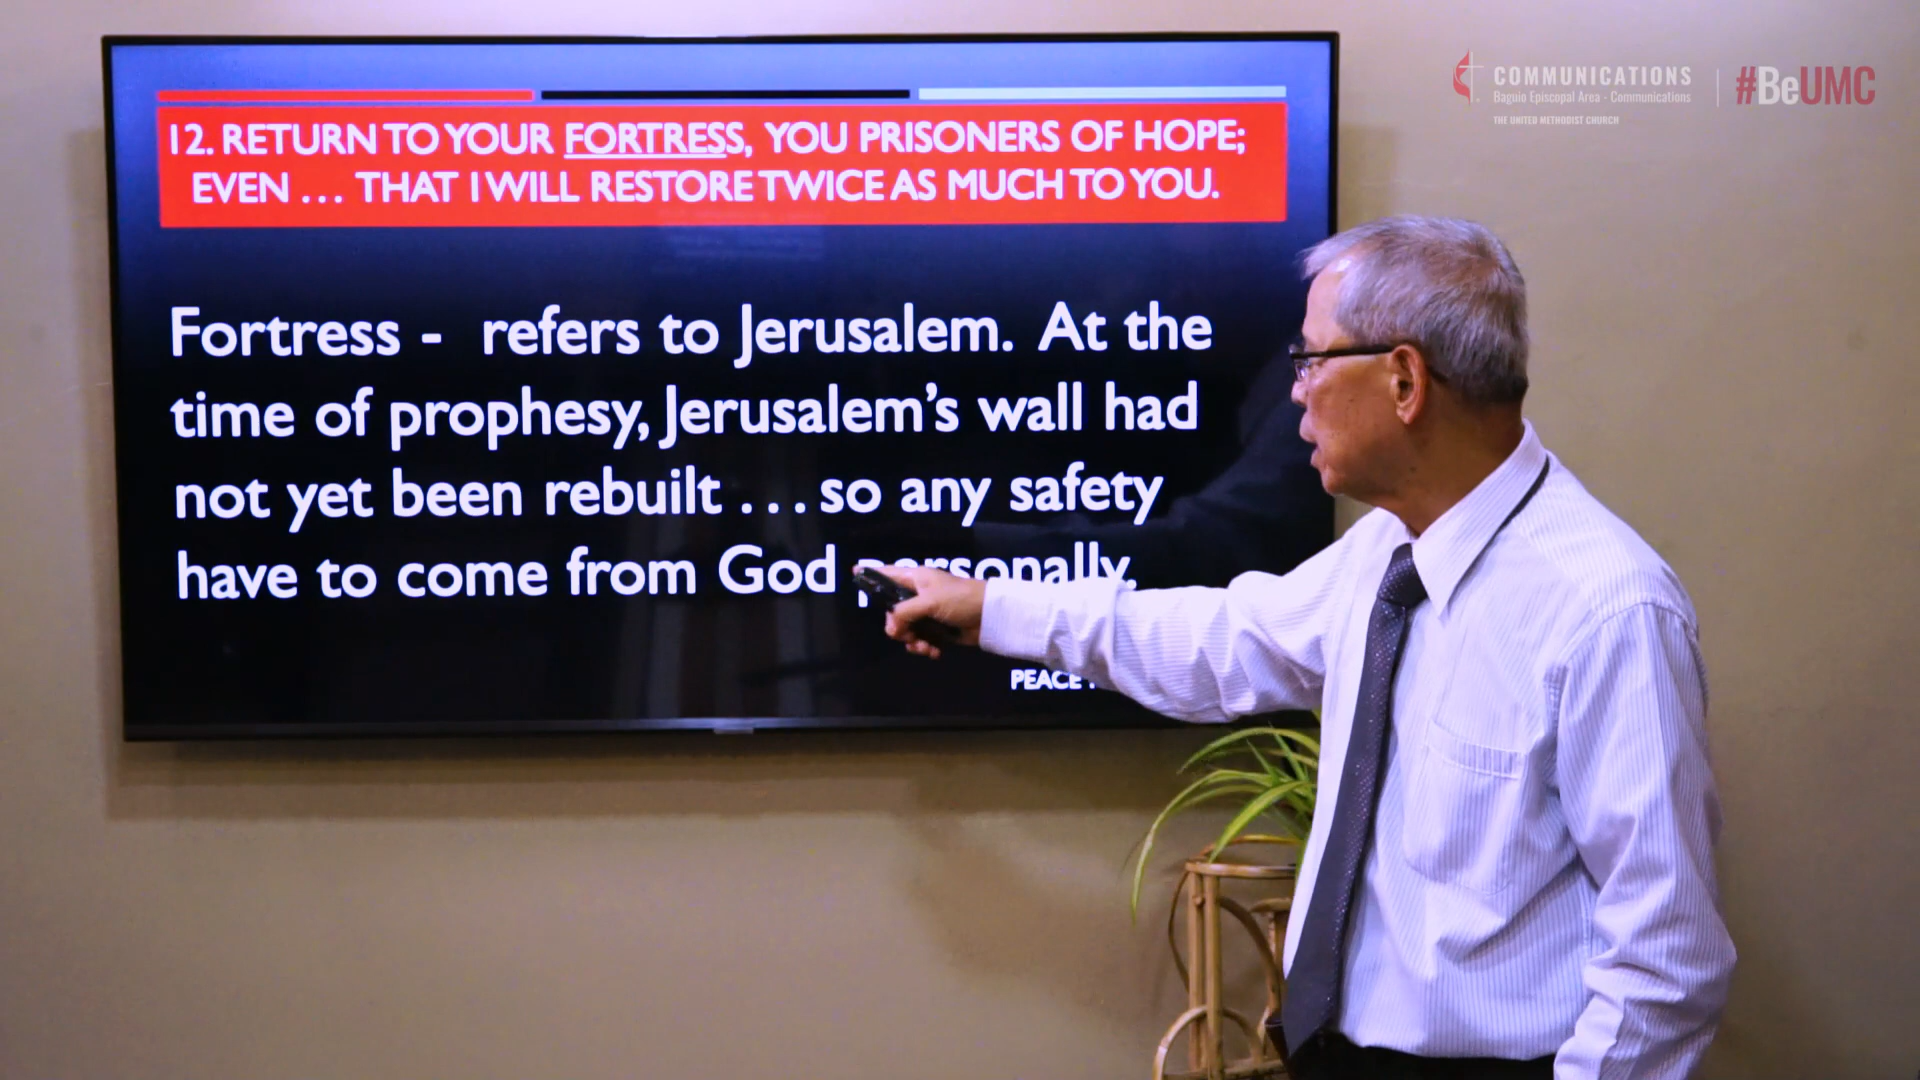 12. RETURN TO YOUR FORTRESS, YOU PRISONERS OF HOPE;
EVEN ... THAT I WILL RESTORE TWICE AS MUCH TO YOU.
Fortress - refers to Jerusalem. At the
time of prophesy, Jerusalem's wall had
not yet been rebuilt ... so any safety
have to come from God personally.
PEACE
COMMUNICATIONS
Baguio Episcopal Area - Communications
THE UNITED METHODIST CHURCH
#BeUMC